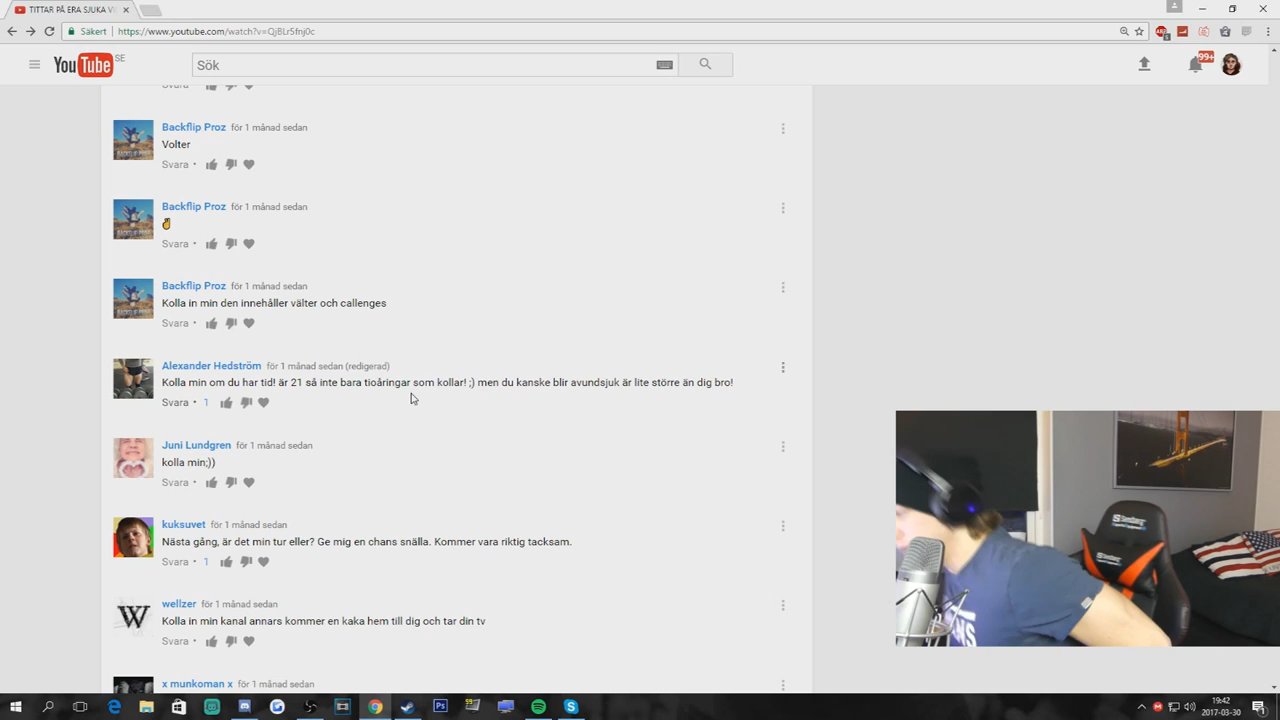 TITTAR PÅ ERA SJUKA VI
Säkert
https://www.youtube.com/watch?v=QjBLr5fnj0c
YouTube SE
Sök
99+
Svara
Backflip Proz för 1 månad sedan
Volter
Svara •
Backflip Proz för 1 månad sedan
Svara •
Backflip Proz för 1 månad sedan
Kolla in min den innehåller välter och callenges
Svara •
Alexander Hedström för 1 månad sedan (redigerad)
Kolla min om du har tid! är 21 så inte bara tioåringar som kollar! ;) men du kanske blir avundsjuk är lite större än dig bro!
Svara • 1
Juni Lundgren för 1 månad sedan
kolla min;))
Svara •
kuksuvet för 1 månad sedan
Nästa gång, är det min tur eller? Ge mig en chans snälla. Kommer vara riktig tacksam.
Svara • 1
wellzer för 1 månad sedan
W
Kolla in min kanal annars kommer en kaka hem till dig och tar din tv
Svara •
x munkoman x för 1 månad sedan
19:42
2017-03-30